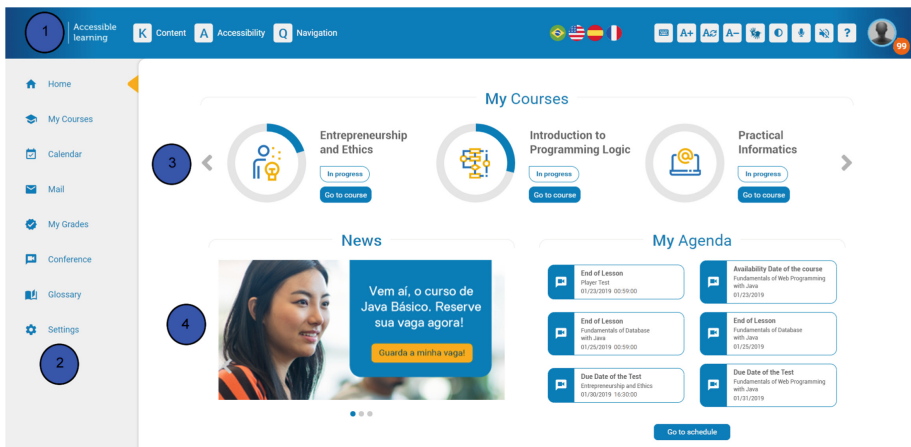 1
Accessible
learning
K Content A Accessibility Q Navigation
A+ A A- ?
99
Home
My Courses
Calendar
Mail
My Grades
Conference
Glossary
Settings
2
My Courses
3
Entrepreneurship
and Ethics
In progress
Go to course
Introduction to
Programming Logic
In progress
Go to course
@
Practical
Informatics
In progress
Go to course
News
4
Vem aí, o curso de
Java Básico. Reserve
sua vaga agora!
Guarda a minha vaga!
My Agenda
End of Lesson
Player Test
01/23/2019 00:59:00
Availability Date of the course
Fundamentals of Web Programming
with Java
01/23/2019
End of Lesson
Fundamentals of Database
with Java
01/25/2019 00:59:00
End of Lesson
Fundamentals of Database
with Java
01/25/2019
Due Date of the Test
Entrepreneurship and Ethics
01/30/2019 16:30:00
Due Date of the Test
Fundamentals of Web Programming
with Java
01/31/2019
Go to schedule